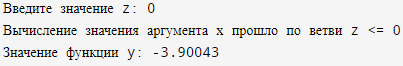 Введите значение z: 0
Вычисление значения аргумента x прошло по ветви z <= 0
Значение функции y: -3.90043